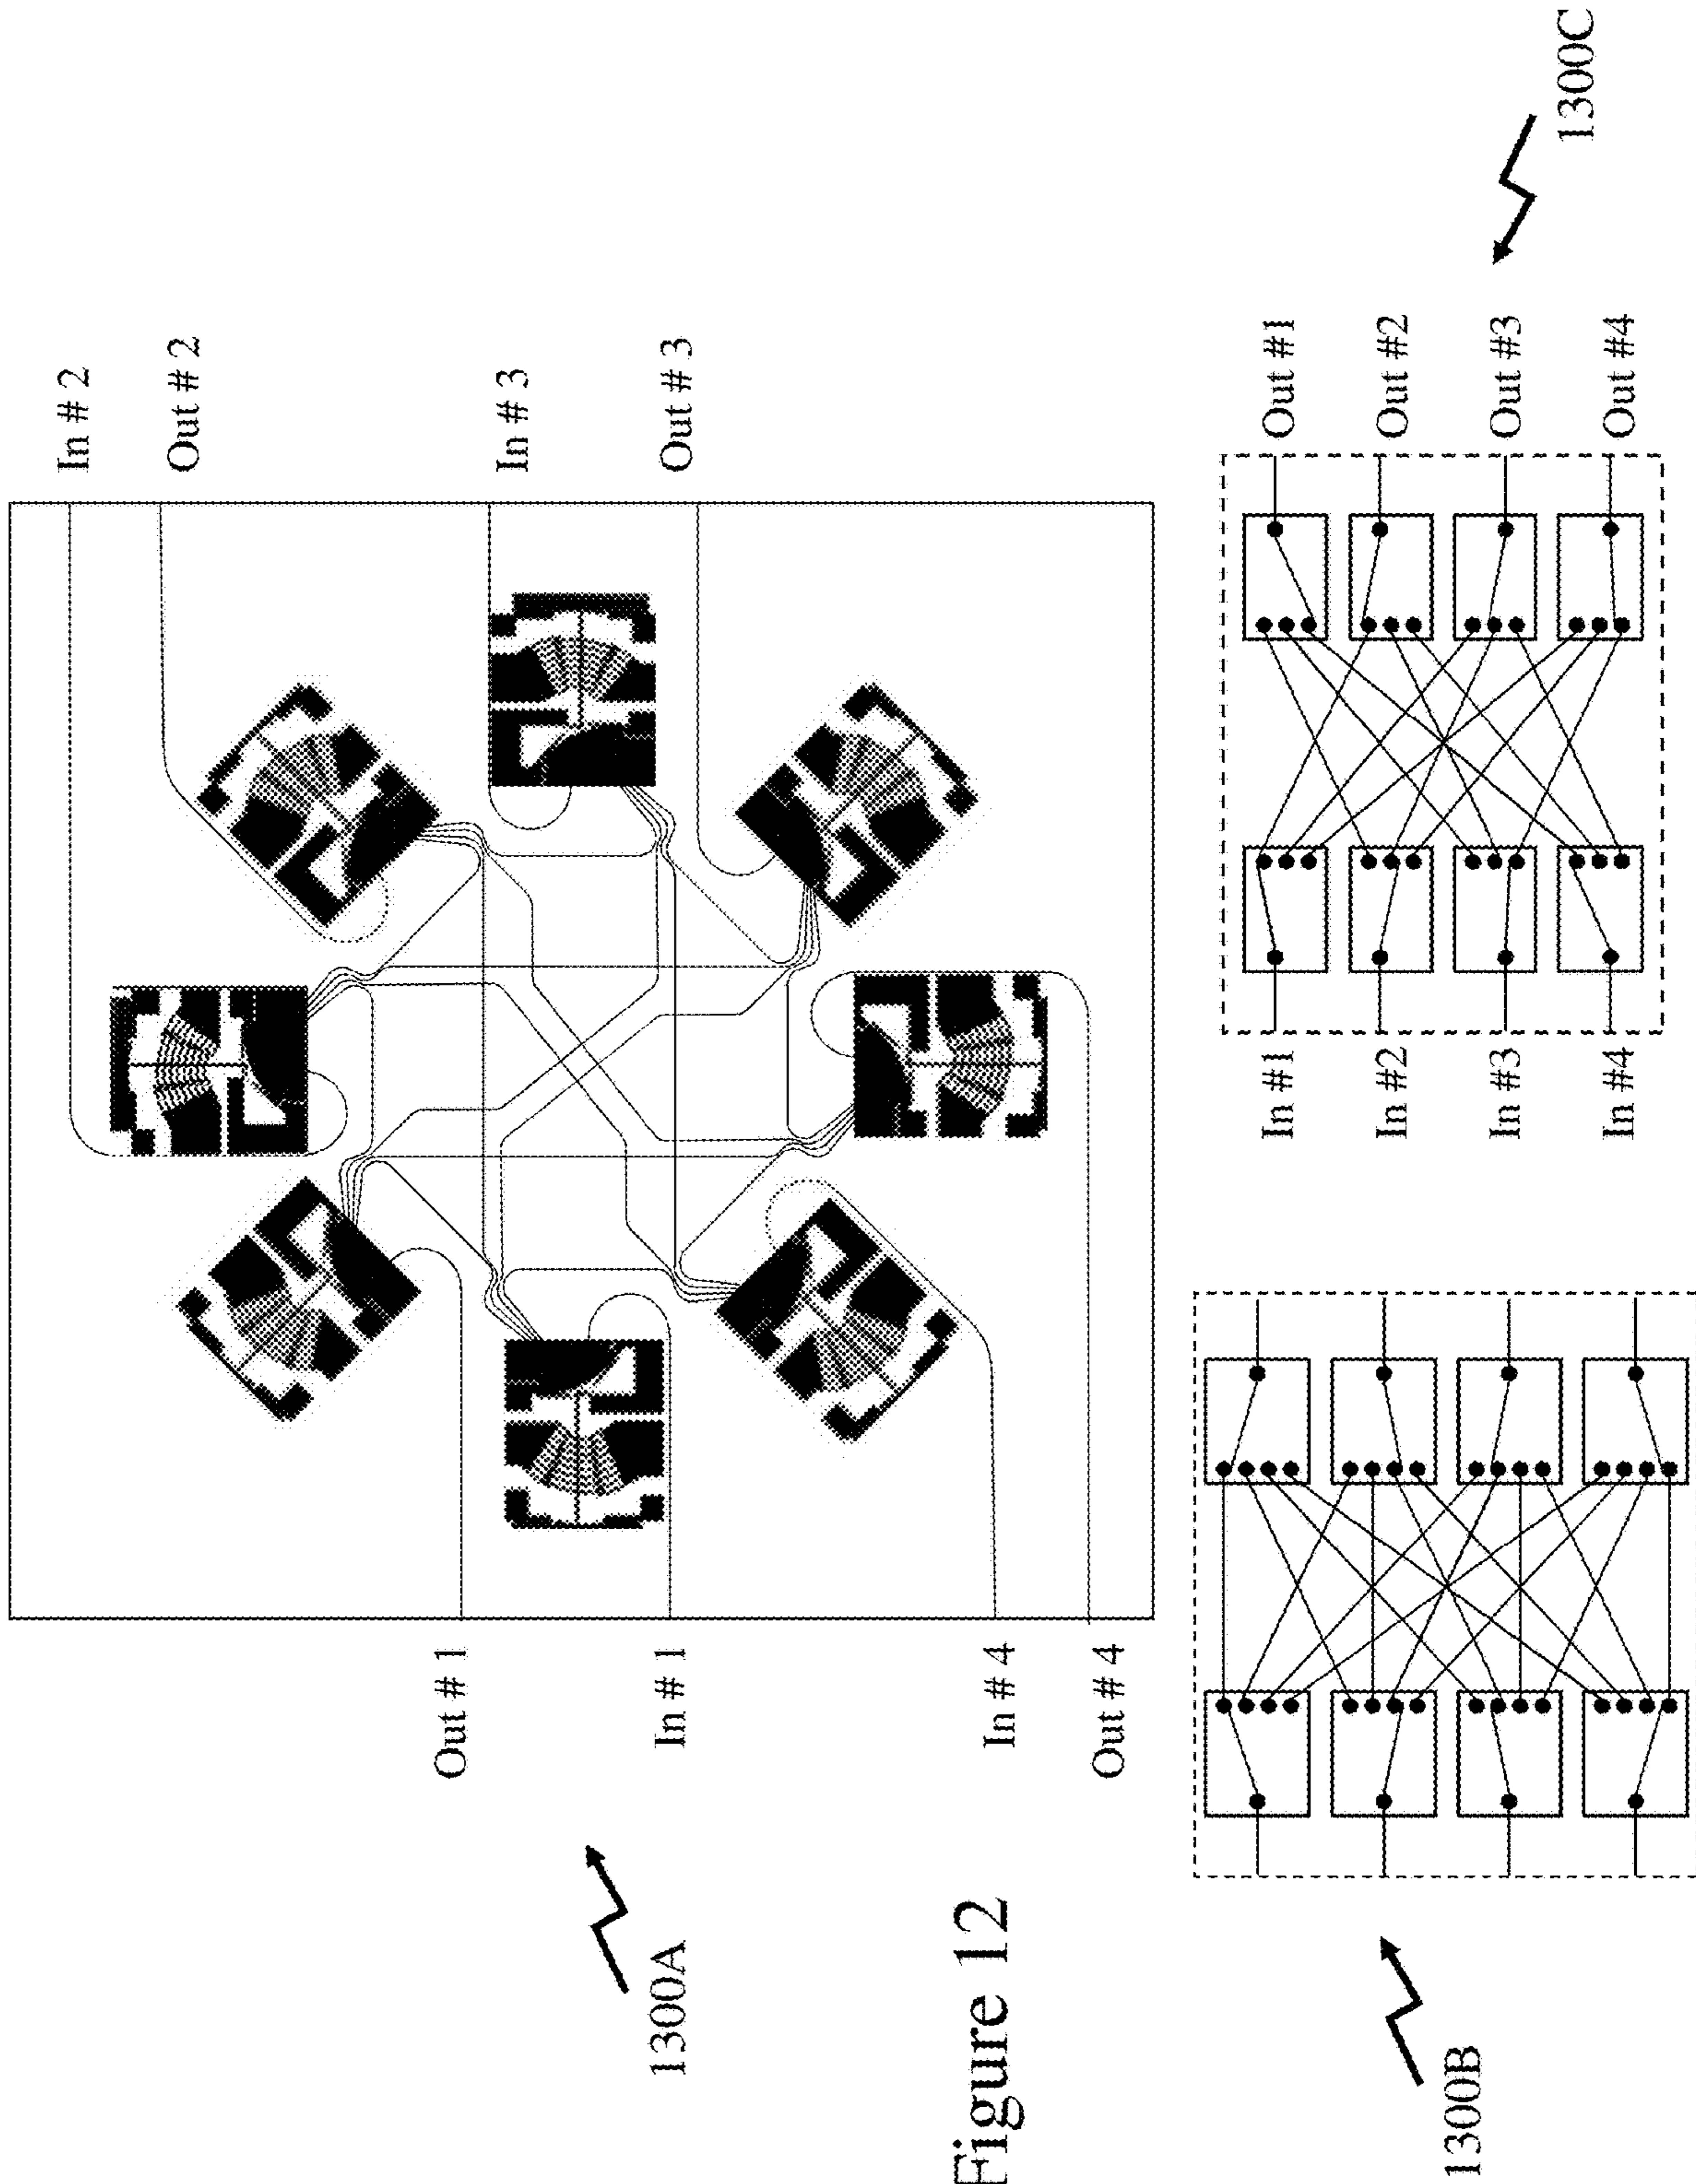 In # 2
Out # 2
In # 3
Out # 3
Out # 1
In # 1
In # 4
Out # 4
1300A
Figure 12
1300B
In #1
In #2
In #3
In #4
Out #1
Out #2
Out #3
Out #4
1300C